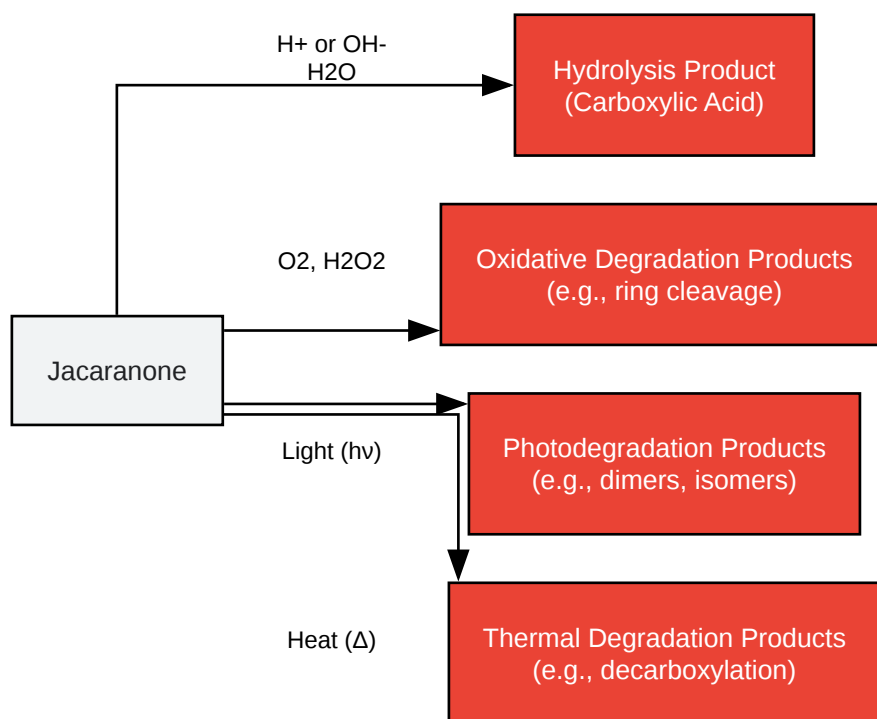 H+ or OH-
H2O
Hydrolysis Product
(Carboxylic Acid)
O2, H2O2
Oxidative Degradation Products
(e.g., ring cleavage)
Jacaranone
Light (hν)
Photodegradation Products
(e.g., dimers, isomers)
Heat (Δ)
Thermal Degradation Products
(e.g., decarboxylation)